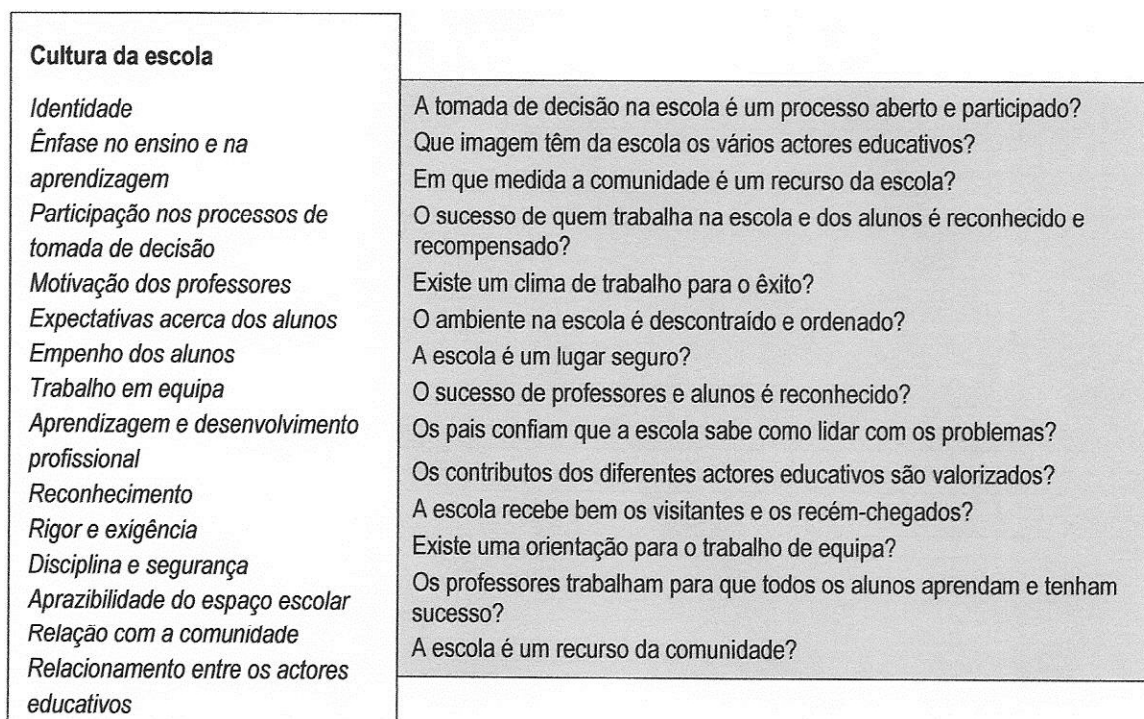 Cultura da escola
Identidade
Ênfase no ensino e na
aprendizagem
Participação nos processos de
tomada de decisão
Motivação dos professores
Expectativas acerca dos alunos
Empenho dos alunos
Trabalho em equipa
Aprendizagem e desenvolvimento
profissional
Reconhecimento
Rigor e exigência
Disciplina e segurança
Aprazibilidade do espaço escolar
Relação com a comunidade
Relacionamento entre os actores
educativos
A tomada de decisão na escola é um processo aberto e participado?
Que imagem têm da escola os vários actores educativos?
Em que medida a comunidade é um recurso da escola?
O sucesso de quem trabalha na escola e dos alunos é reconhecido e
recompensado?
Existe um clima de trabalho para o êxito?
O ambiente na escola é descontraído e ordenado?
A escola é um lugar seguro?
O sucesso de professores e alunos é reconhecido?
Os pais confiam que a escola sabe como lidar com os problemas?
Os contributos dos diferentes actores educativos são valorizados?
A escola recebe bem os visitantes e os recém-chegados?
Existe uma orientação para o trabalho de equipa?
Os professores trabalham para que todos os alunos aprendam e tenham
sucesso?
A escola é um recurso da comunidade?